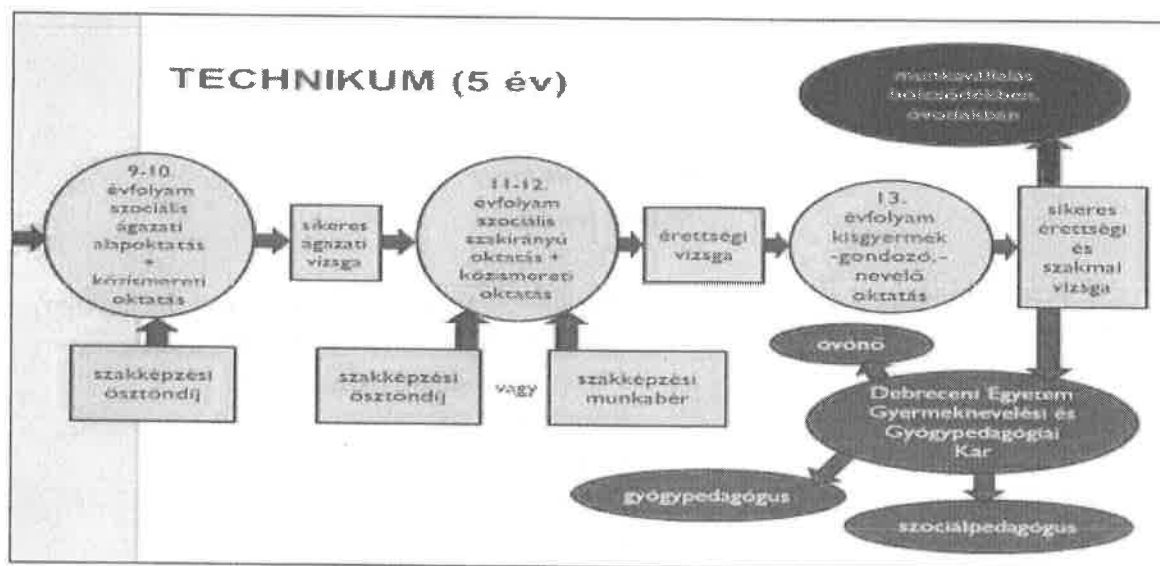 TECHNIKUM (5 év)
munkavállalás
bölcsődékben,
óvodákban
9-10.
évfolyam
szociális
ágazati
alapoktatás
+
közismereti
oktatás
sikeres
ágazati
vizsga
11-12.
évfolyam
szociális
szakirányú
oktatás +
közismereti
oktatás
érettségi
vizsga
13.
évfolyam
kisgyermek
-gondozó,-
nevelő
oktatás
sikeres
érettségi
és
szakmai
vizsga
szakképzési
ösztöndíj
szakképzési
ösztöndíj
vagy
szakképzési
munkabér
óvónő
Debreceni Egyetem
Gyermeknevelési és
Gyógypedagógiai
Kar
gyógypedagógus
szociálpedagógus